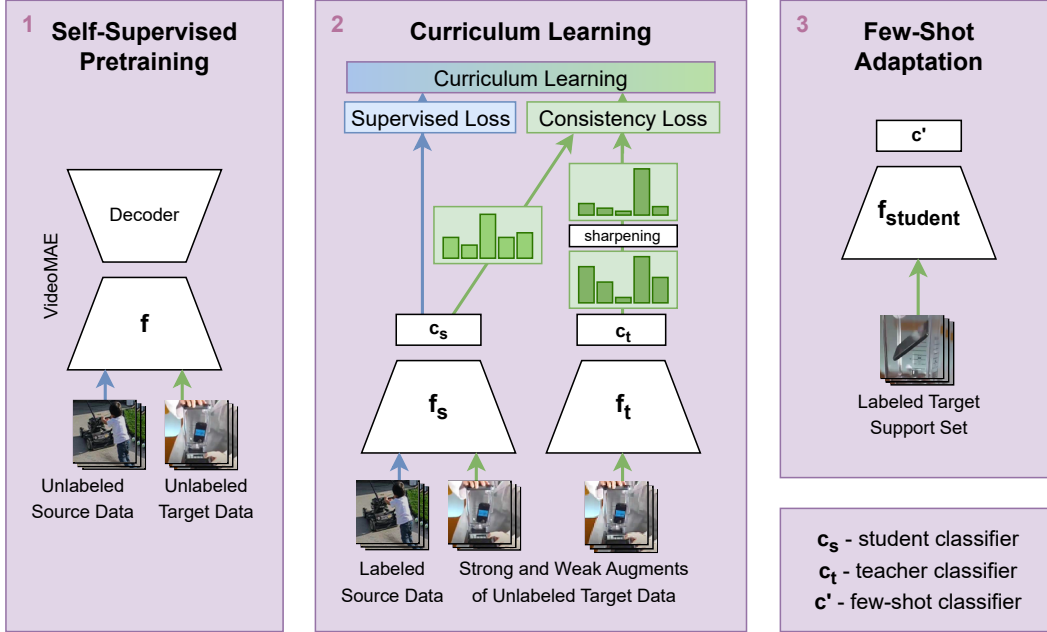 1
Self-Supervised
Pretraining
VideoMAE
Decoder
f
Unlabeled
Source Data
Unlabeled
Target Data
2
Curriculum Learning
Curriculum Learning
Supervised Loss
Consistency Loss
sharpening
cs
ct
fs
ft
Labeled
Source Data
Strong and Weak Augments
of Unlabeled Target Data
3
Few-Shot
Adaptation
c'
fstudent
Labeled Target
Support Set
cs - student classifier
ct - teacher classifier
c' - few-shot classifier